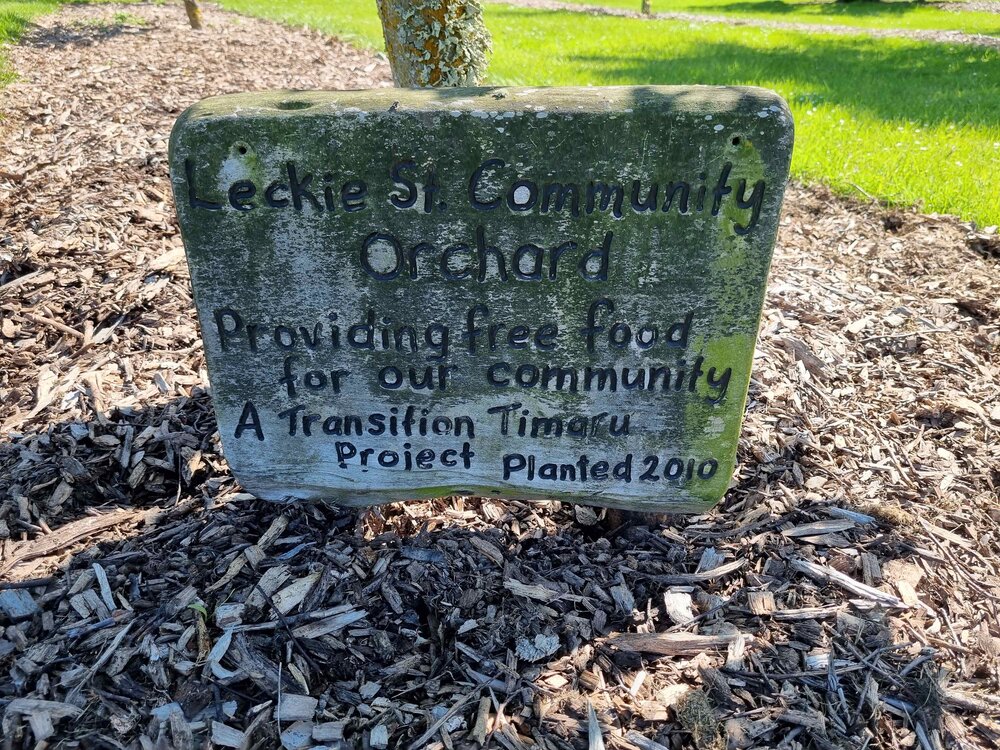 Leckie St. Community
Orchard
Providing free food
for our community
A Transition Timaru
Project Planted 2010